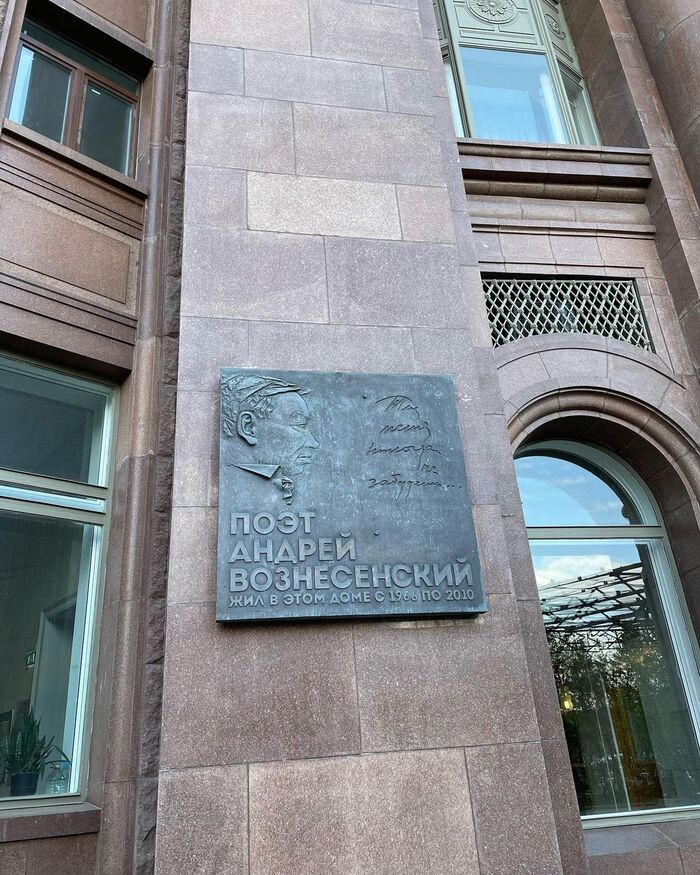 Ты
меня
никогда
не
забудешь...
ПОЭТ
АНДРЕЙ
ВОЗНЕСЕНСКИЙ
ЖИЛ В ЭТОМ ДОМЕ С 1966 ПО 2010